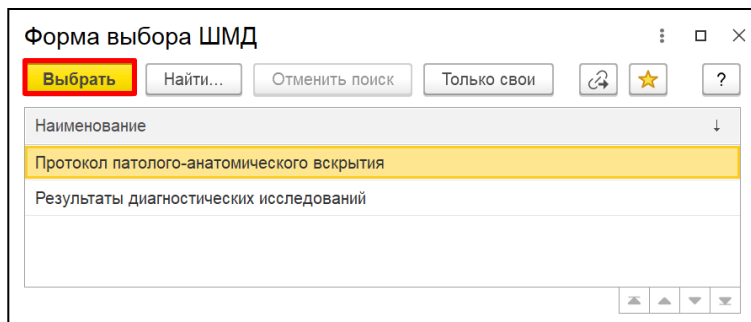 Форма выбора ШМД
Выбрать Найти... Отменить поиск Только свои ?
Наименование ↓
Протокол патолого-анатомического вскрытия
Результаты диагностических исследований